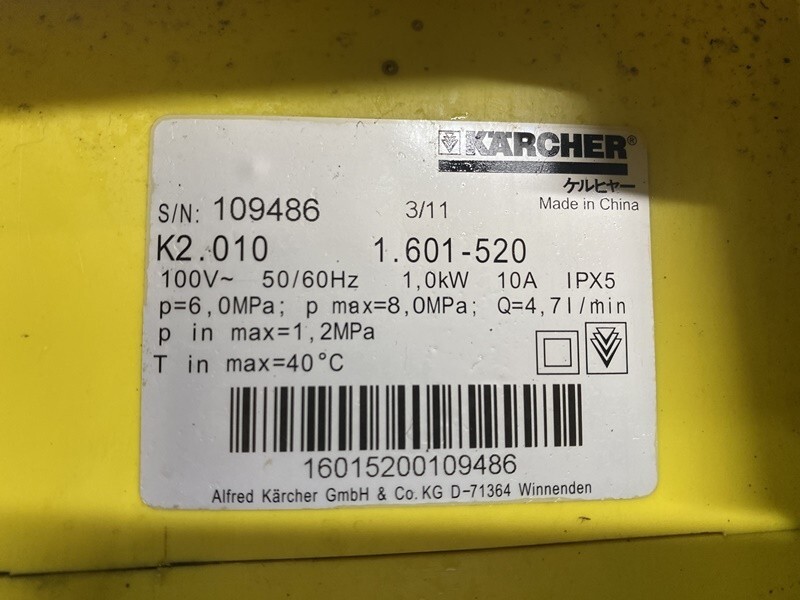 KÄRCHER®
ケルヒャー
Made in China
S/N: 109486 3/11
K2.010 1.601-520
100V~ 50/60Hz 1,0kW 10A IPX5
p=6,0MPa; p max=8,0MPa; Q=4,7l/min
p in max=1,2MPa
T in max=40°C
16015200109486
Alfred Kärcher GmbH & Co. KG D-71364 Winnenden